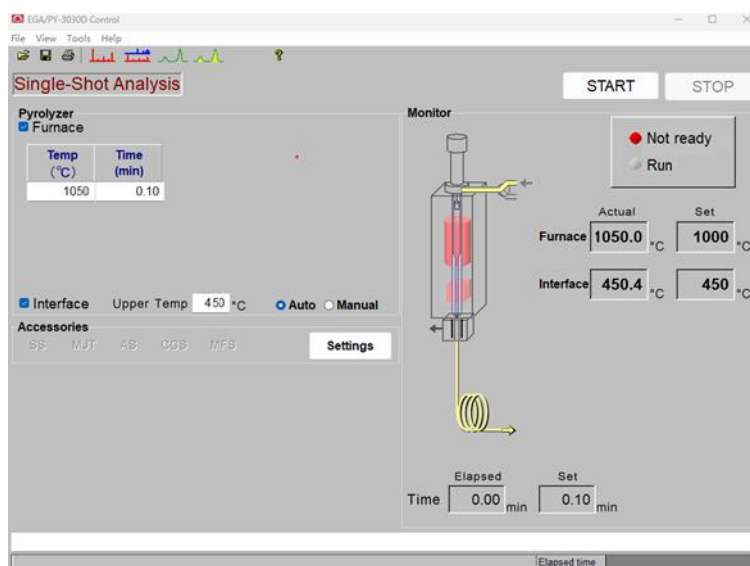 EGA/PY-3030D Control
File View Tools Help
?
Single-Shot Analysis
START
STOP
Pyrolyzer
Furnace
Temp Time
(°C) (min)
1050 0.10
Interface Upper Temp 450 °C Auto Manual
Accessories
SS MJT AS CGS MFS Settings
Monitor
Not ready
Run
Actual Set
Furnace 1050.0 °C 1000 °C
Interface 450.4 °C 450 °C
Elapsed Set
Time 0.00 min 0.10 min
Elapsed time